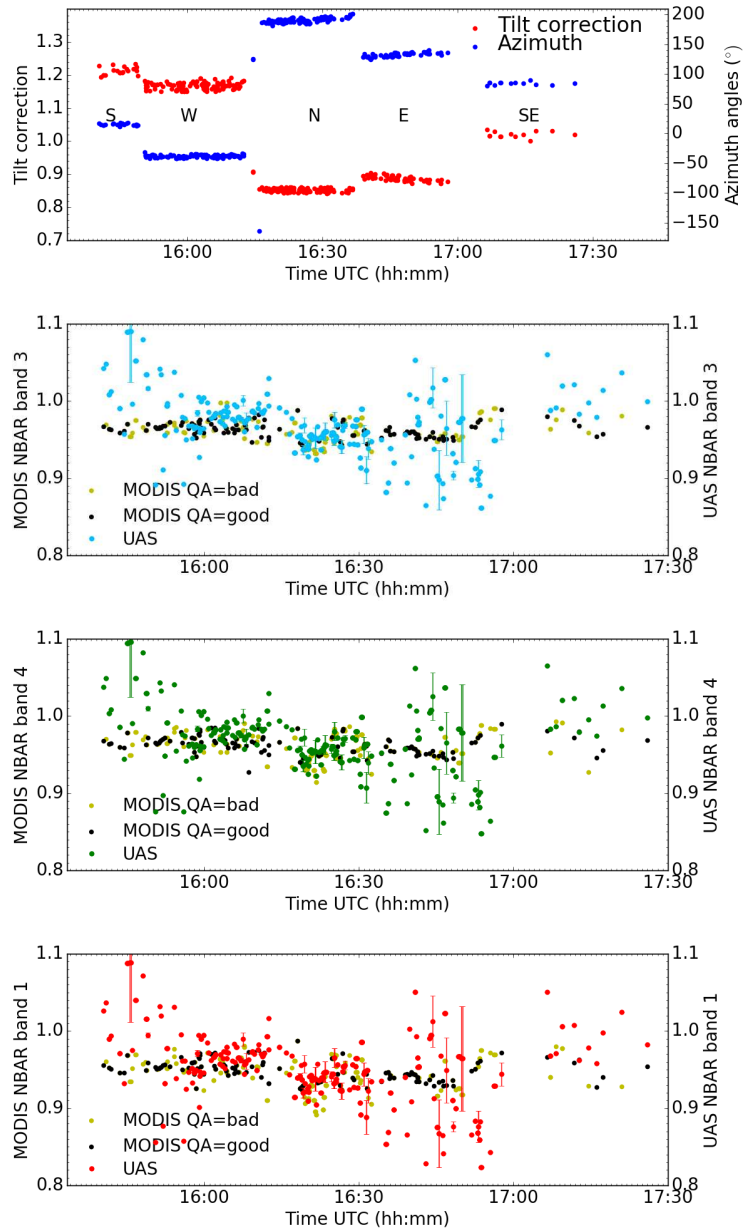 Tilt correction
Azimuth
1.3
1.2
1.1
1.0
0.9
0.8
0.7
Tilt correction
200
150
100
50
0
−50
−100
−150
Azimuth angles (°)
S W N E SE
16:00 16:30 17:00 17:30
Time UTC (hh:mm)
1.1
1.0
0.9
0.8
MODIS NBAR band 3
1.1
1.0
0.9
0.8
UAS NBAR band 3
MODIS QA=bad
MODIS QA=good
UAS
16:00 16:30 17:00 17:30
Time UTC (hh:mm)
1.1
1.0
0.9
0.8
MODIS NBAR band 4
1.1
1.0
0.9
0.8
UAS NBAR band 4
MODIS QA=bad
MODIS QA=good
UAS
16:00 16:30 17:00 17:30
Time UTC (hh:mm)
1.1
1.0
0.9
0.8
MODIS NBAR band 1
1.1
1.0
0.9
0.8
UAS NBAR band 1
MODIS QA=bad
MODIS QA=good
UAS
16:00 16:30 17:00 17:30
Time UTC (hh:mm)